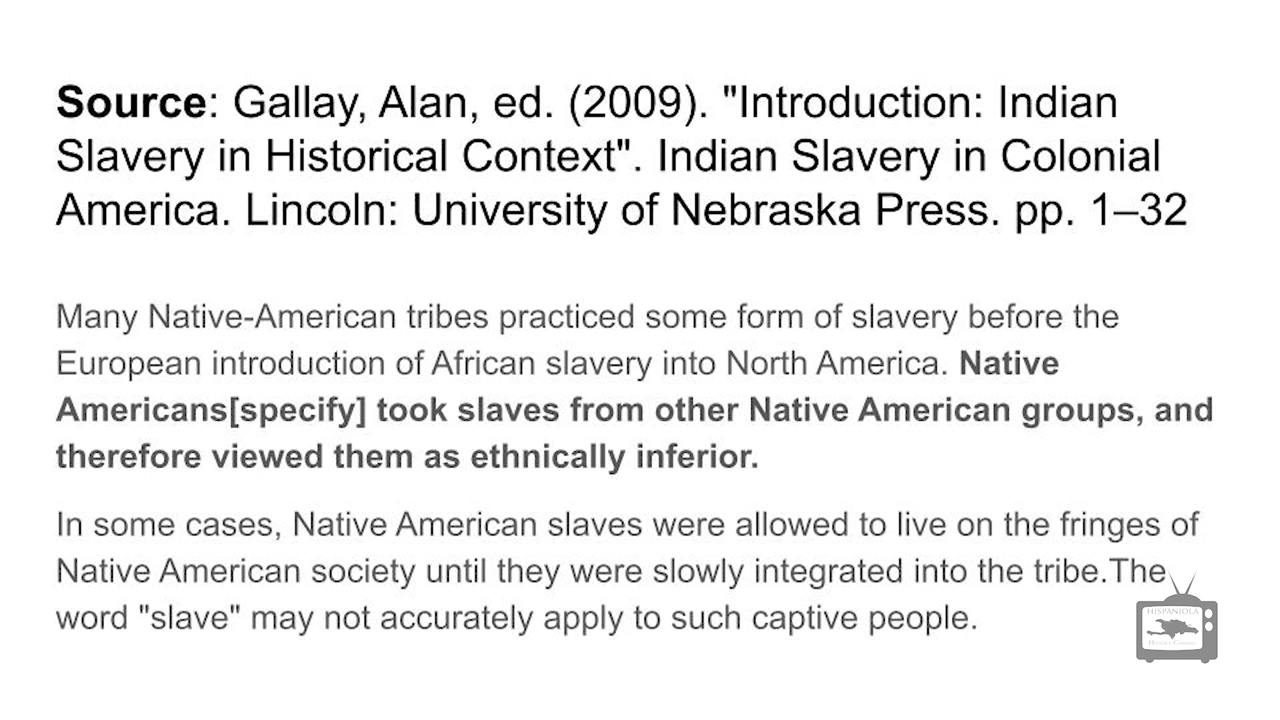 Source: Gallay, Alan, ed. (2009). "Introduction: Indian
Slavery in Historical Context". Indian Slavery in Colonial
America. Lincoln: University of Nebraska Press. pp. 1–32
Many Native-American tribes practiced some form of slavery before the
European introduction of African slavery into North America. Native
Americans[specify] took slaves from other Native American groups, and
therefore viewed them as ethnically inferior.
In some cases, Native American slaves were allowed to live on the fringes of
Native American society until they were slowly integrated into the tribe.The
word "slave" may not accurately apply to such captive people.
HISPANIOLA